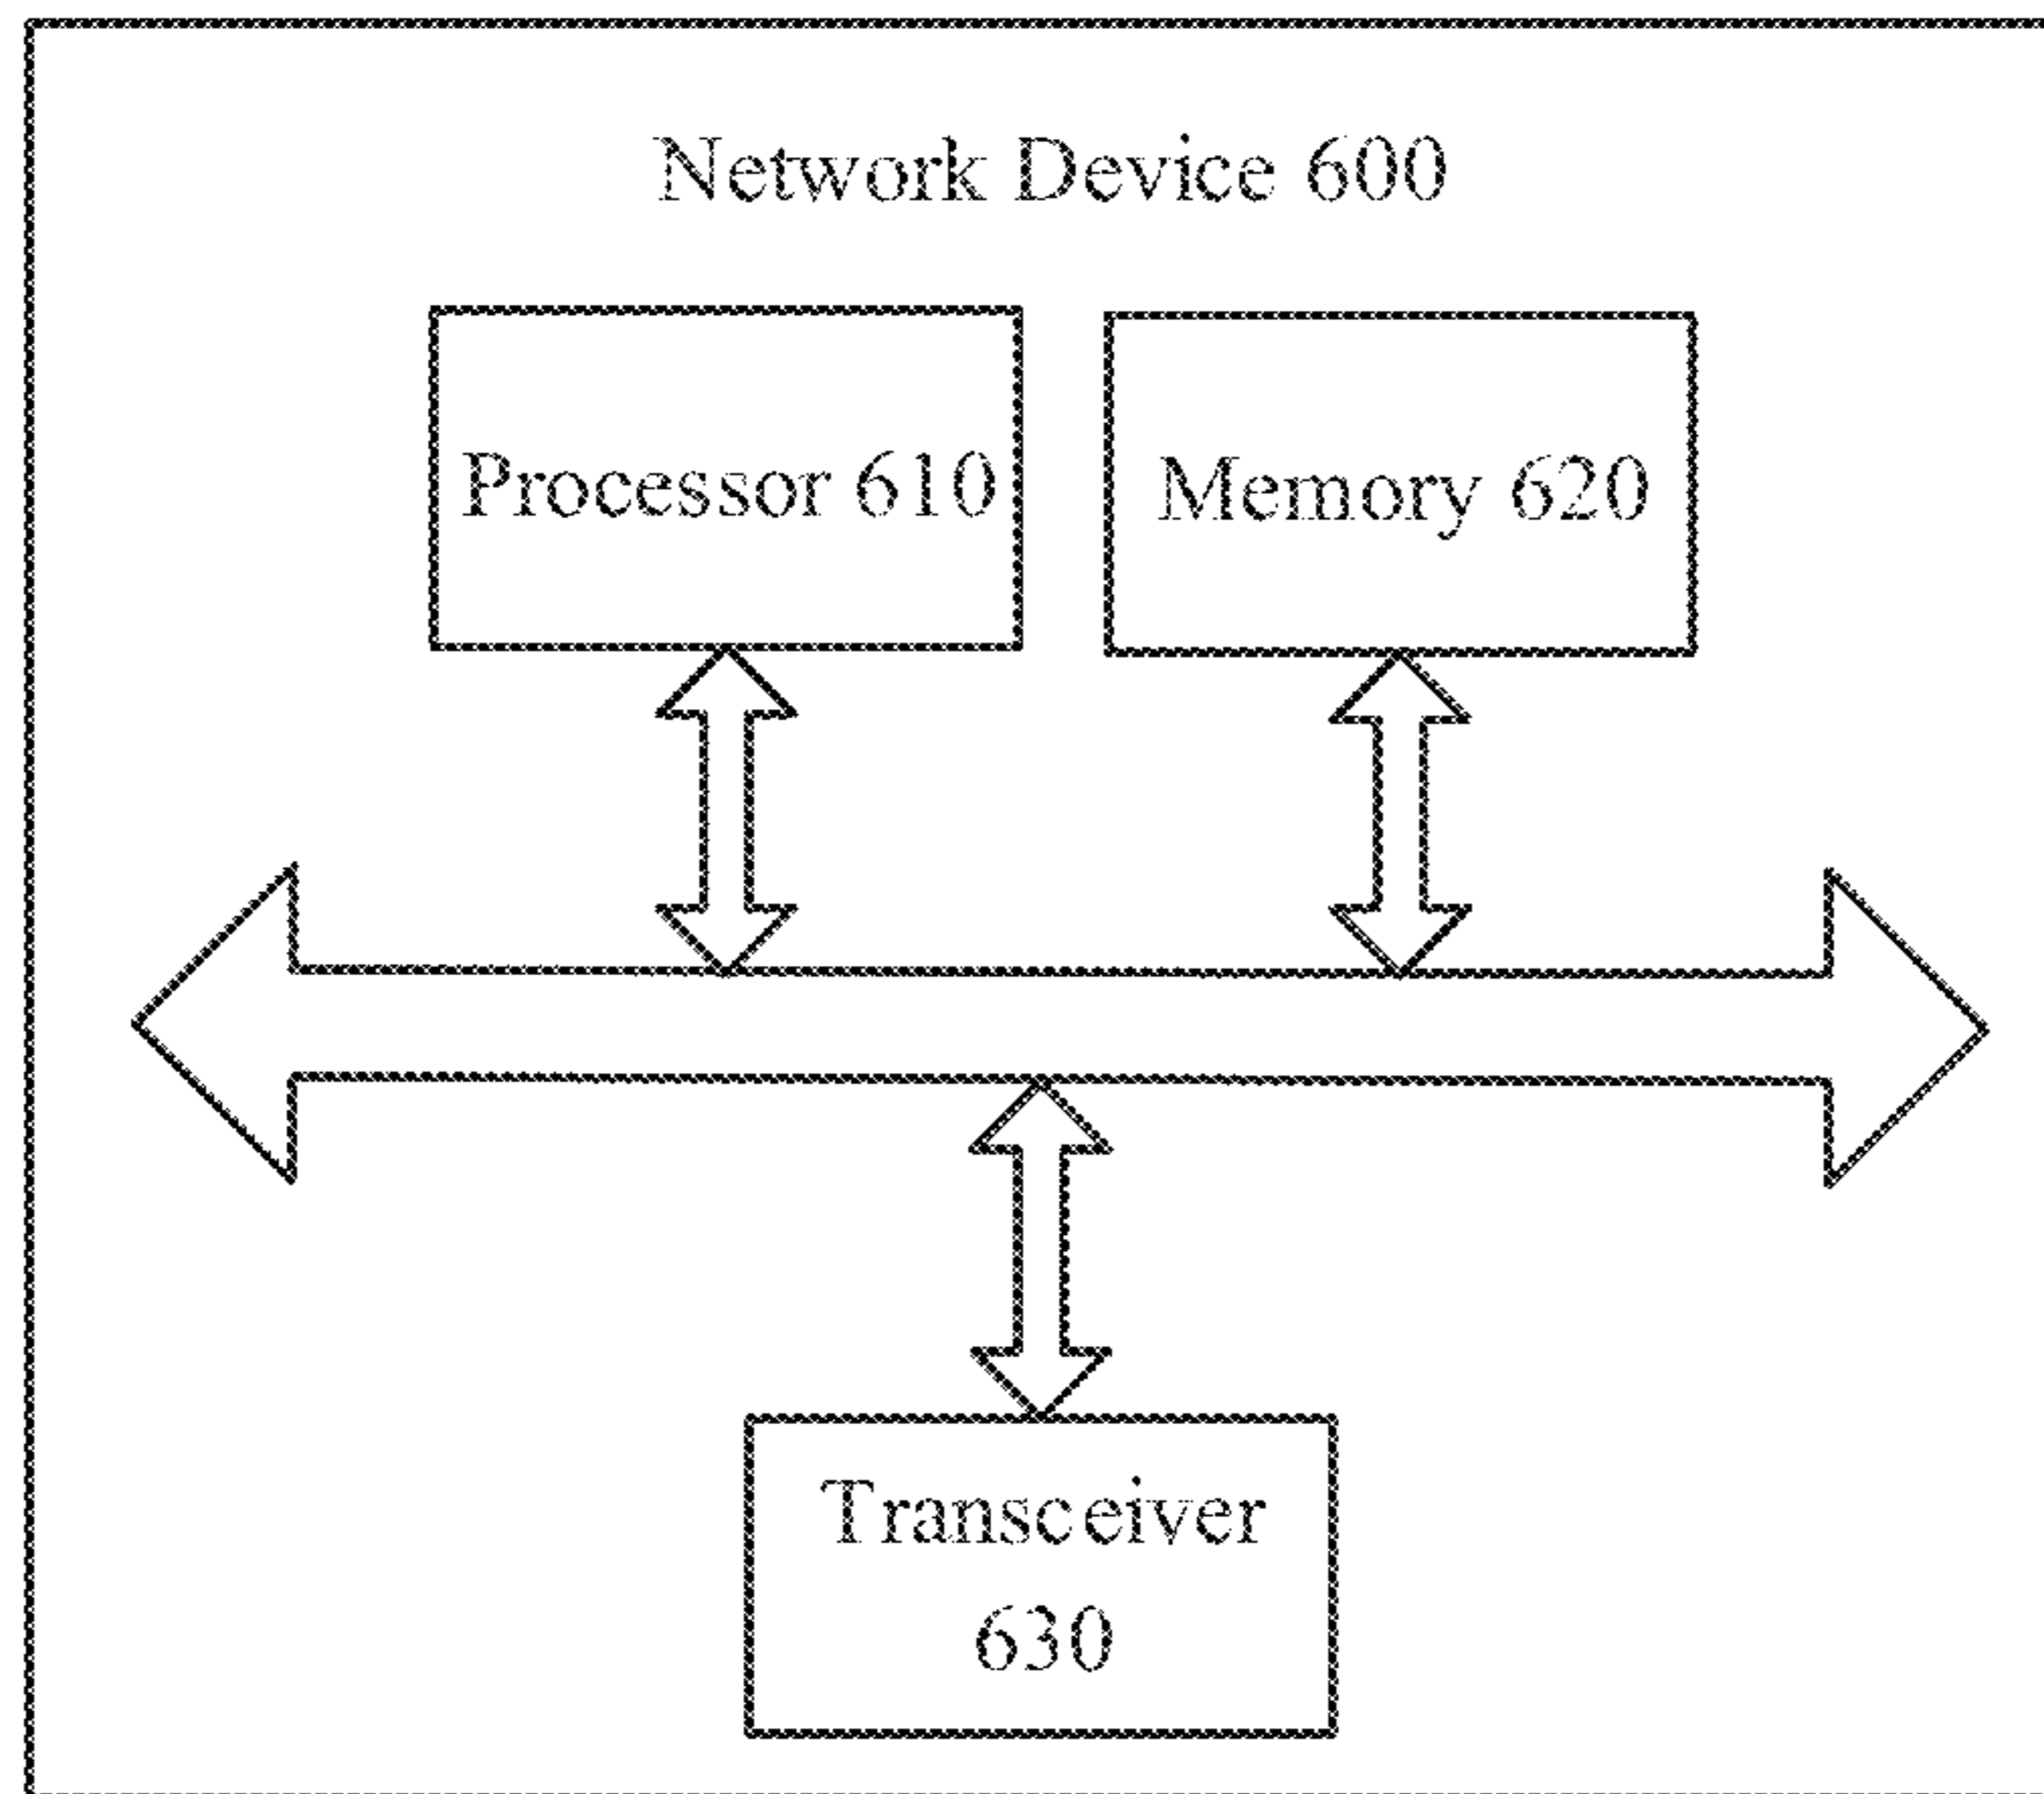 Network Device 600
Processor 610
Memory 620
Transceiver
630